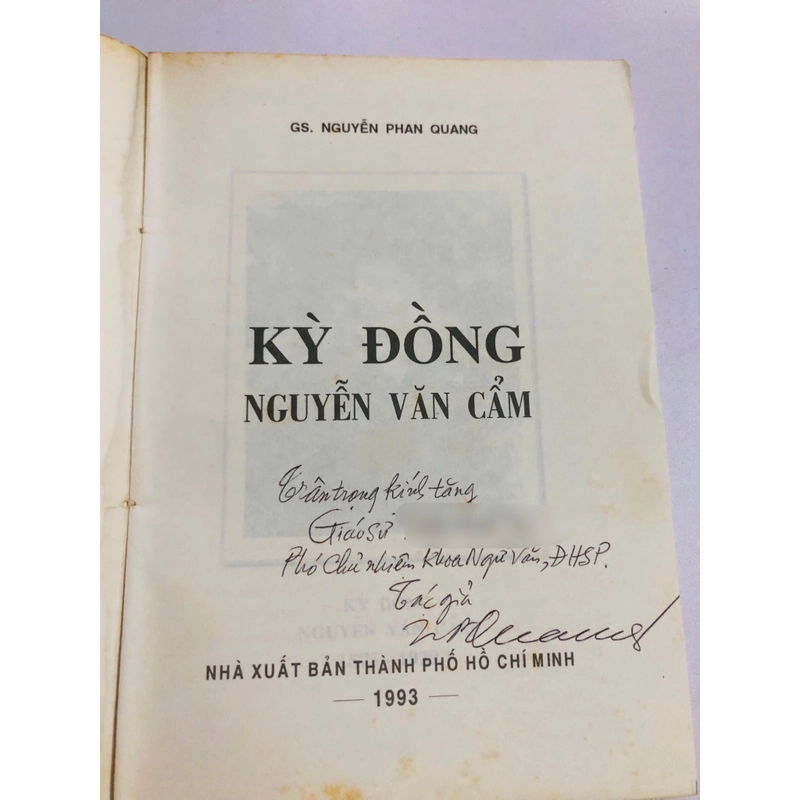 GS. NGUYỄN PHAN QUANG
KỲ ĐỒNG
NGUYỄN VĂN CẨM
Trân trọng kính tặng
Giáo sư
Phó Chủ nhiệm Khoa Ngữ Văn, ĐHSP.
Tác giả
NPQuang
NHÀ XUẤT BẢN THÀNH PHỐ HỒ CHÍ MINH
— 1993 —